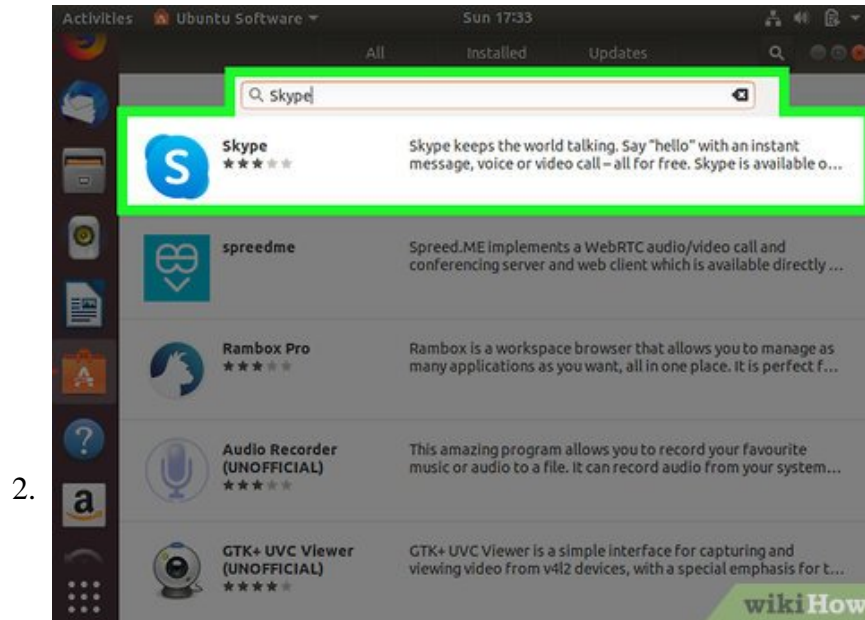 Activities Ubuntu Software Sun 17:33
All Installed Updates
Skype
Skype
Skype keeps the world talking. Say "hello" with an instant
message, voice or video call – all for free. Skype is available o...
spreedme
Spreed.ME implements a WebRTC audio/video call and
conferencing server and web client which is available directly ...
Rambox Pro
Rambox is a workspace browser that allows you to manage as
many applications as you want, all in one place. It is perfect f...
Audio Recorder
(UNOFFICIAL)
This amazing program allows you to record your favourite
music or audio to a file. It can record audio from your system...
2.
GTK+ UVC Viewer
(UNOFFICIAL)
GTK+ UVC Viewer is a simple interface for capturing and
viewing video from v4l2 devices, with a special emphasis for t...
wikiHow